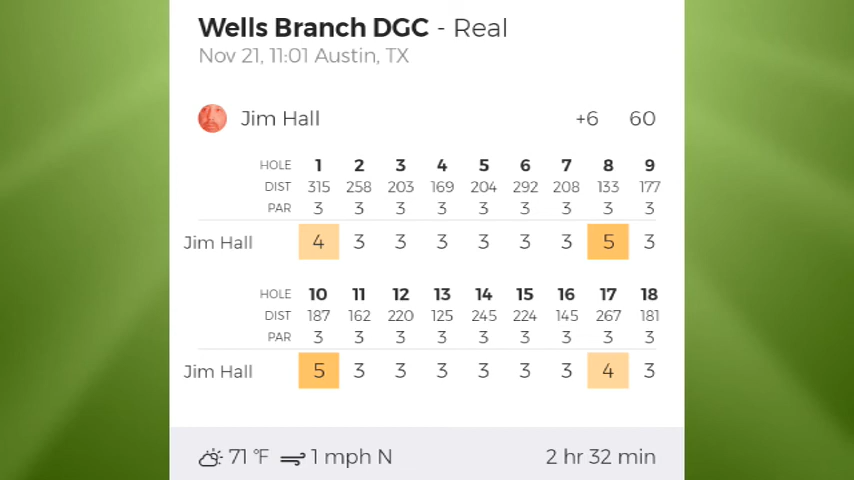 Wells Branch DGC - Real
Nov 21, 11:01 Austin, TX
Jim Hall +6 60
HOLE 1 2 3 4 5 6 7 8 9
DIST 315 258 203 169 204 292 208 133 177
PAR 3 3 3 3 3 3 3 3 3
Jim Hall 4 3 3 3 3 3 3 5 3
HOLE 10 11 12 13 14 15 16 17 18
DIST 187 162 220 125 245 224 145 267 181
PAR 3 3 3 3 3 3 3 3 3
Jim Hall 5 3 3 3 3 3 3 4 3
71 °F 1 mph N 2 hr 32 min